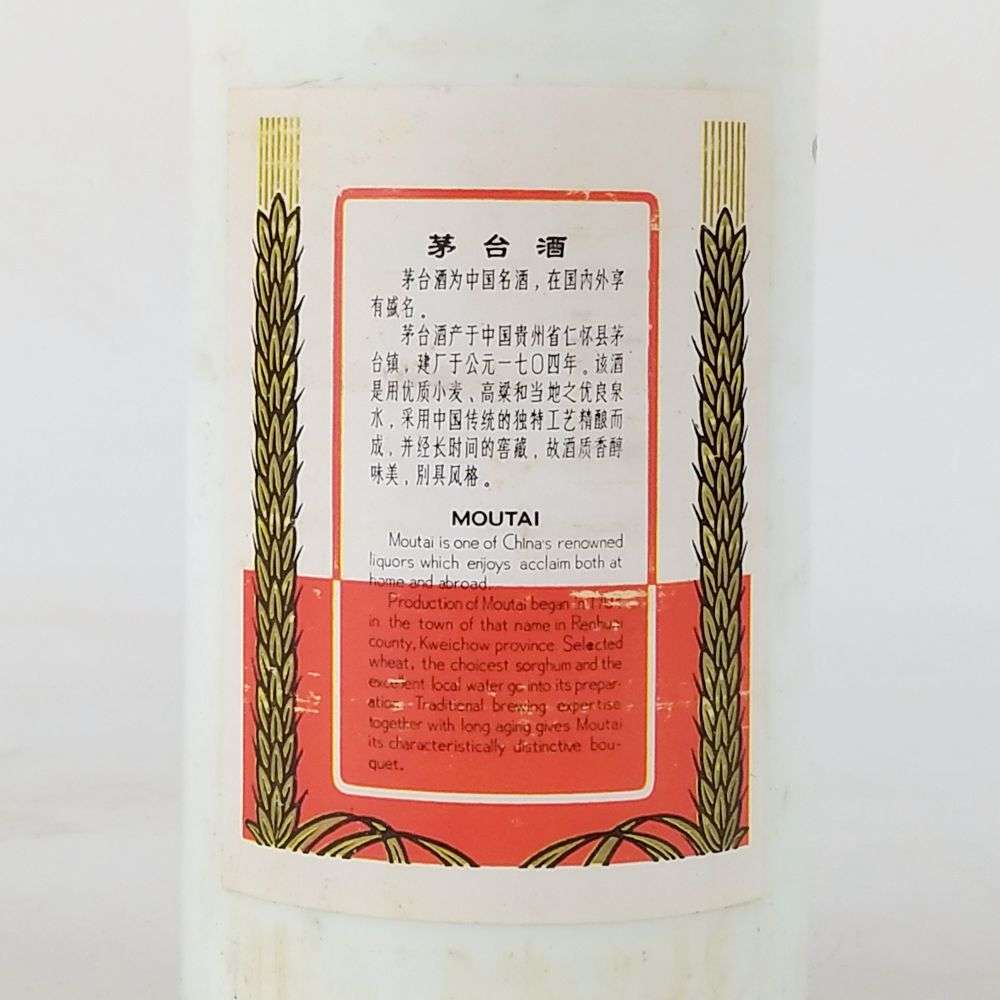 茅台酒
茅台酒为中国名酒，在国内外享
有盛名。
茅台酒产于中国贵州省仁怀县茅
台镇，建厂于公元一七〇四年。该酒
是用优质小麦、高粱和当地之优良泉
水，采用中国传统的独特工艺精酿而
成，并经长时间的窖藏，故酒质香醇
味美，别具风格。
MOUTAI
Moutai is one of China's renowned
liquors which enjoys acclaim both at
home and abroad.
Production of Moutai began in
in the town of that name in Renhuai
county, Kweichow province. Selected
wheat, the choicest sorghum and the
excellent local water go into its prepar-
ation. Traditional brewing expertise
together with long aging gives Moutai
its characteristically distinctive bou-
quet.